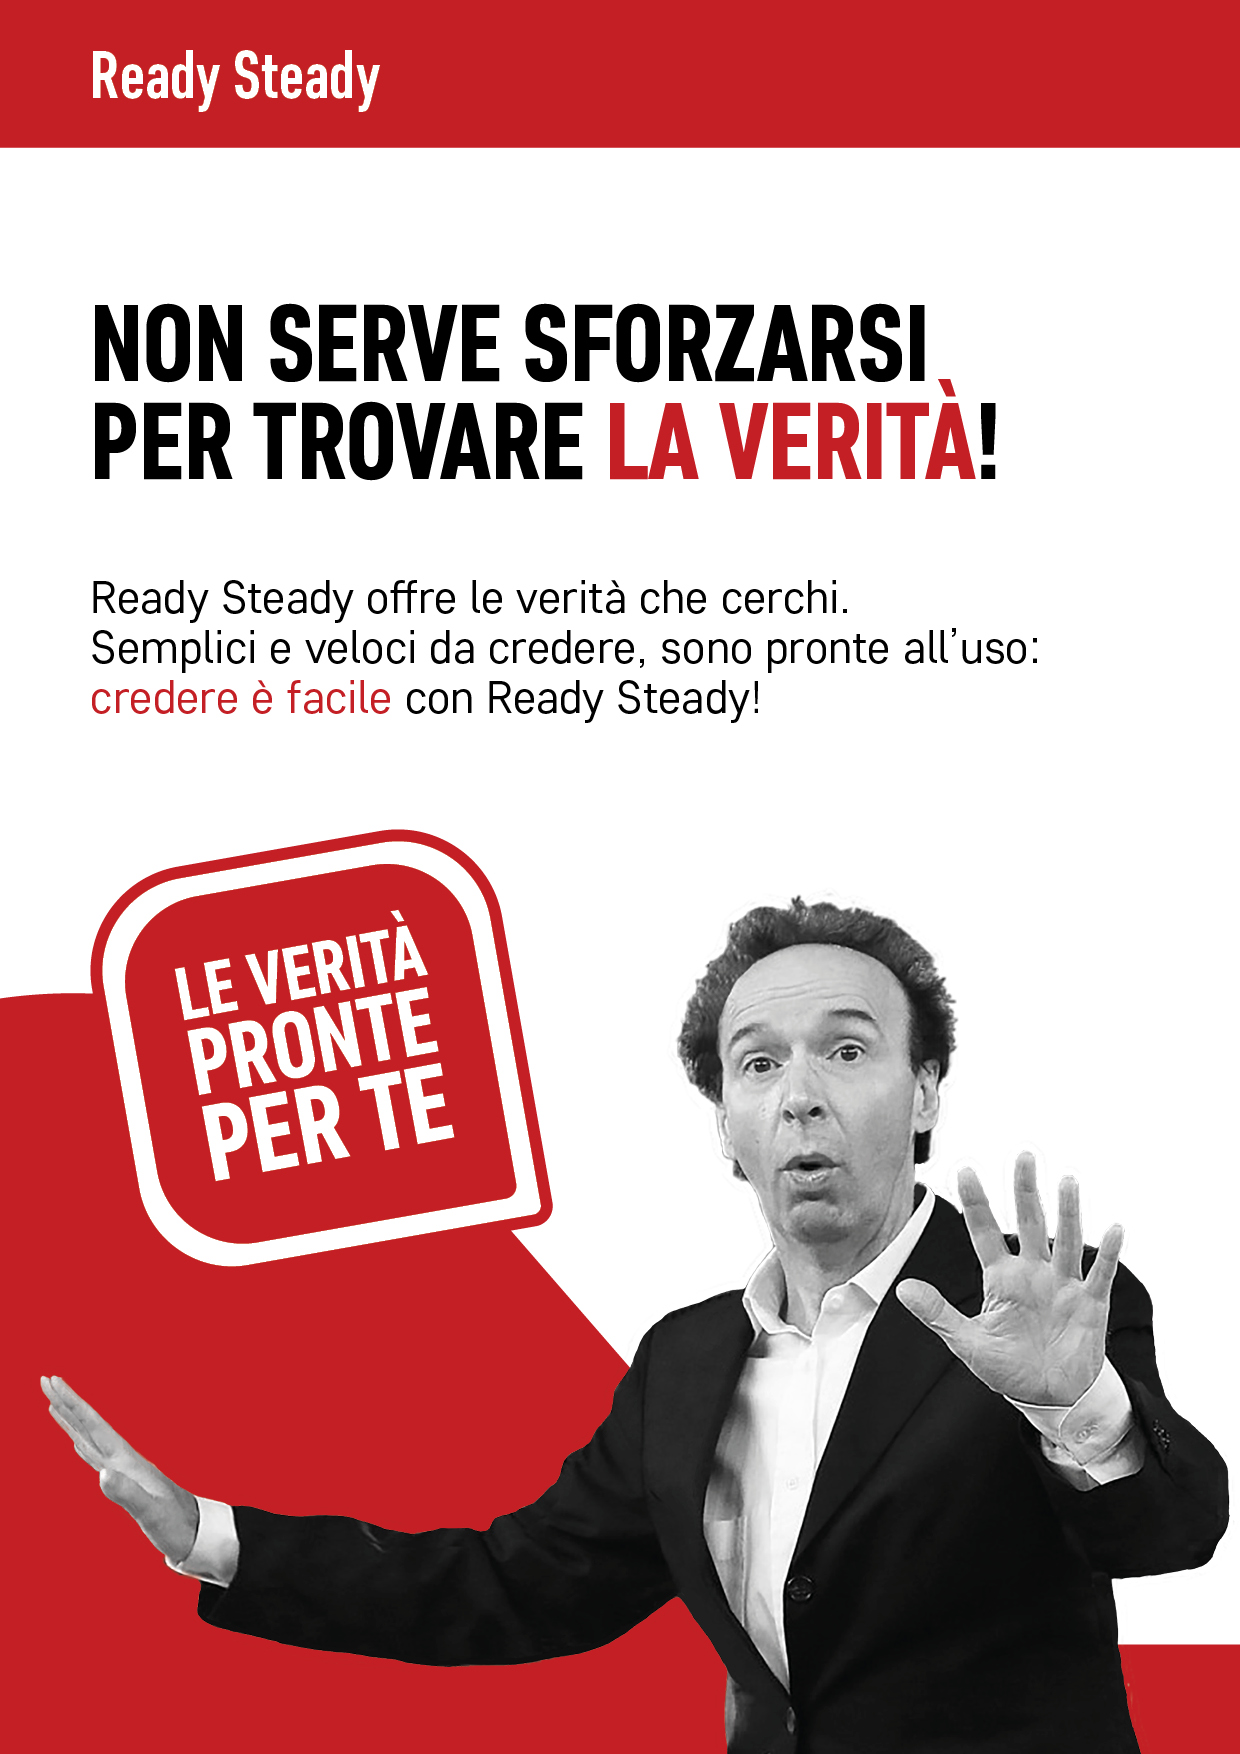 Ready Steady
NON SERVE SFORZARSI
PER TROVARE LA VERITÀ!
Ready Steady offre le verità che cerchi.
Semplici e veloci da credere, sono pronte all’uso:
credere è facile con Ready Steady!
LE VERITÀ
PRONTE
PER TE